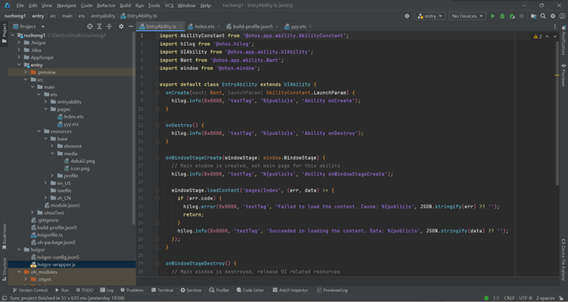 File Edit View Navigate Code Refactor Build Run Tools VCS Window Help ruchong1 - EntryAbility.ts
ruchong1 entry src main ets entryability EntryAbility.ts
entry No Devices
Project
EntryAbility.ts index.ets build-profile.json5 yyy.ets
ruchong1
.hvigor
.idea
AppScope
entry
.preview
src
main
ets
entryability
pages
Index.ets
yyy.ets
resources
base
element
media
dabai2.png
icon.png
profile
en_US
rawfile
zh_CN
module.json5
ohosTest
.gitignore
build-profile.json5
hvigorfile.ts
oh-package.json5
hvigor
hvigor-config.json5
hvigor-wrapper.js
oh_modules
.ohpm
import AbilityConstant from '@ohos.app.ability.AbilityConstant';
import hilog from '@ohos.hilog';
import UIAbility from '@ohos.app.ability.UIAbility';
import Want from '@ohos.app.ability.Want';
import window from '@ohos.window';
export default class EntryAbility extends UIAbility {
onCreate(want: Want, launchParam: AbilityConstant.LaunchParam) {
hilog.info(0x0000, 'testTag', '%{public}s', 'Ability onCreate');
}
onDestroy() {
hilog.info(0x0000, 'testTag', '%{public}s', 'Ability onDestroy');
}
onWindowStageCreate(windowStage: window.WindowStage) {
// Main window is created, set main page for this ability
hilog.info(0x0000, 'testTag', '%{public}s', 'Ability onWindowStageCreate');
windowStage.loadContent('pages/Index', (err, data) => {
if (err.code) {
hilog.error(0x0000, 'testTag', 'Failed to load the content. Cause: %{public}s', JSON.stringify(err) ?? '');
return;
}
hilog.info(0x0000, 'testTag', 'Succeeded in loading the content. Data: %{public}s', JSON.stringify(data) ?? '');
});
}
onWindowStageDestroy() {
// Main window is destroyed, release UI related resources
Version Control Run TODO Log Problems Terminal Services Profiler Code Linter ArkUI Inspector PreviewerLog
Sync project finished in 51 s 635 ms (yesterday 19:08)
1:1 CRLF UTF-8 2 spaces